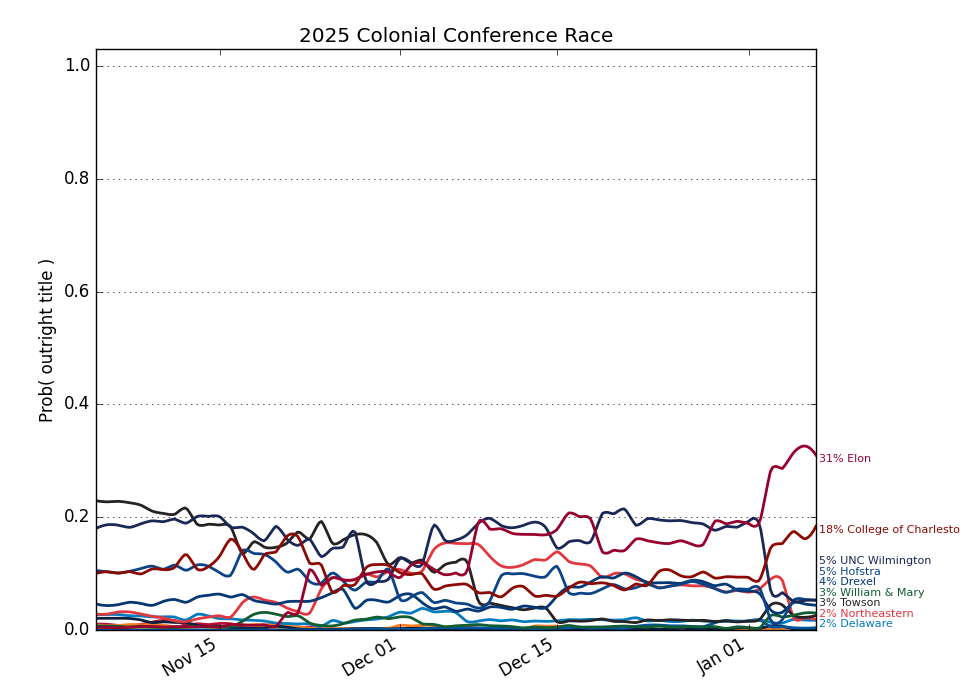 2025 Colonial Conference Race
Prob( outright title )
1.0
0.8
0.6
0.4
0.2
0.0
Nov 15
Dec 01
Dec 15
Jan 01
31% Elon
18% College of Charlesto
5% UNC Wilmington
5% Hofstra
4% Drexel
3% William & Mary
3% Towson
2% Northeastern
2% Delaware